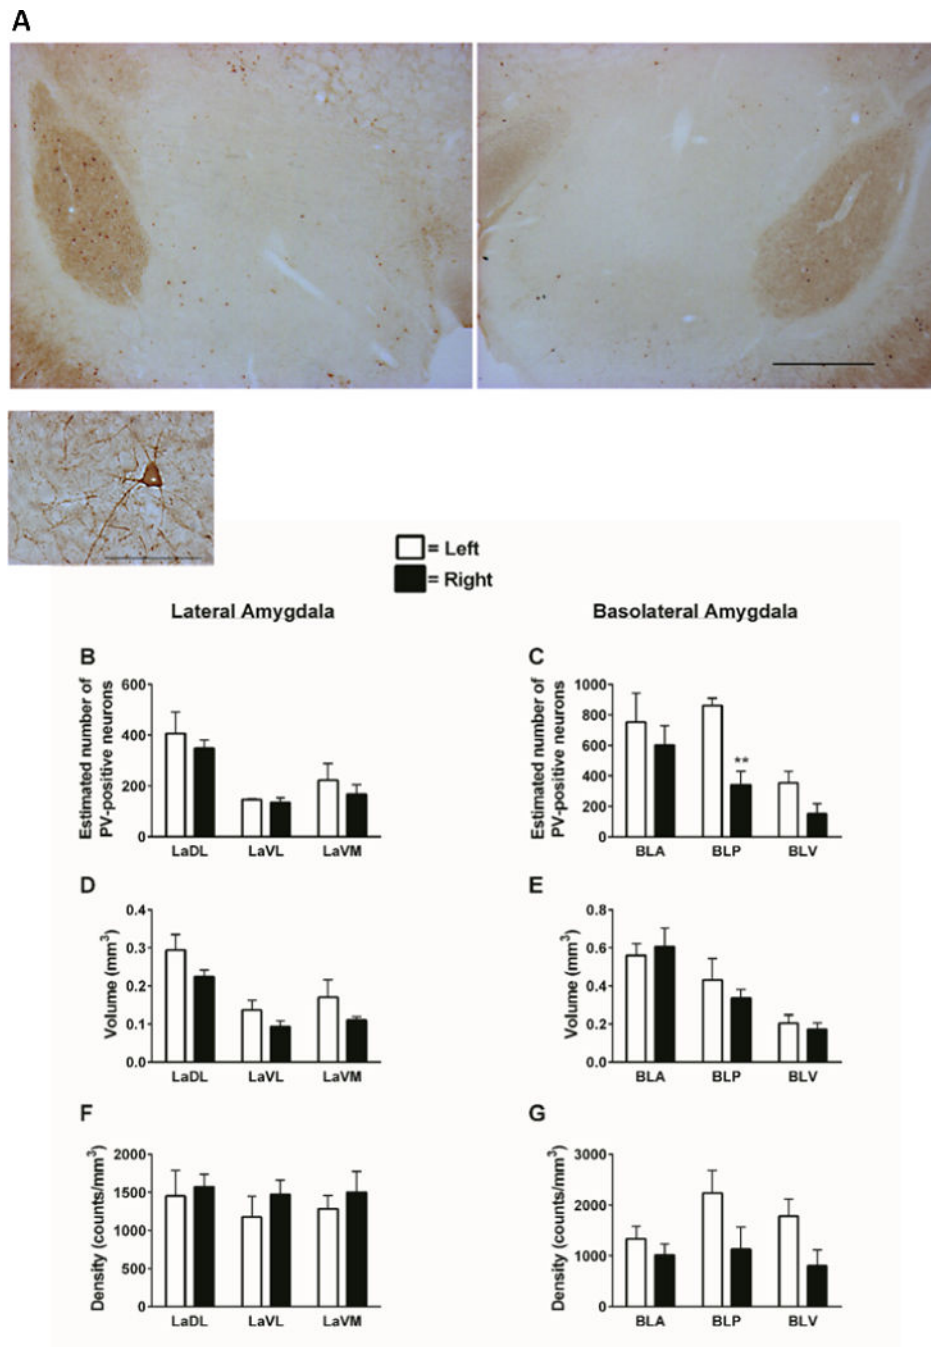 A
= Left
= Right
Lateral Amygdala
Basolateral Amygdala
B
Estimated number of
PV-positive neurons
600
400
200
0
LaDL
LaVL
LaVM
C
Estimated number of
PV-positive neurons
1000
800
600
400
200
0
**
BLA
BLP
BLV
D
Volume (mm³)
0.4
0.3
0.2
0.1
0.0
LaDL
LaVL
LaVM
E
Volume (mm³)
0.8
0.6
0.4
0.2
0.0
BLA
BLP
BLV
F
Density (counts/mm³)
2000
1500
1000
500
0
LaDL
LaVL
LaVM
G
Density (counts/mm³)
3000
2000
1000
0
BLA
BLP
BLV